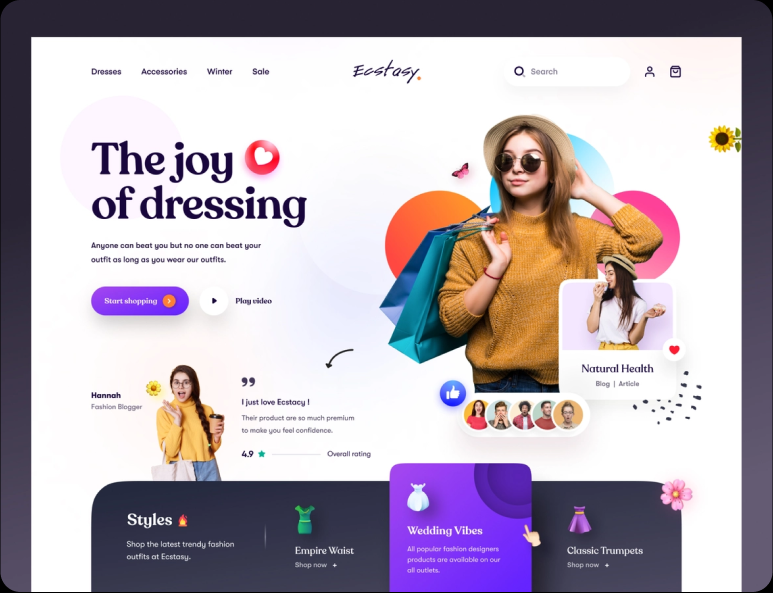 Dresses
Accessories
Winter
Sale
Ecstasy.
Search
The joy
of dressing
Anyone can beat you but no one can beat your
outfit as long as you wear our outfits.
Start shopping
Play video
Natural Health
Blog | Article
Hannah
Fashion Blogger
”
I just love Ecstacy !
Their product are so much premium
to make you feel confidence.
4.9
Overall rating
Styles
Shop the latest trendy fashion
outfits at Ecstasy.
Empire Waist
Shop now +
Wedding Vibes
All popular fashion designers
products are available on our
all outlets.
Classic Trumpets
Shop now +